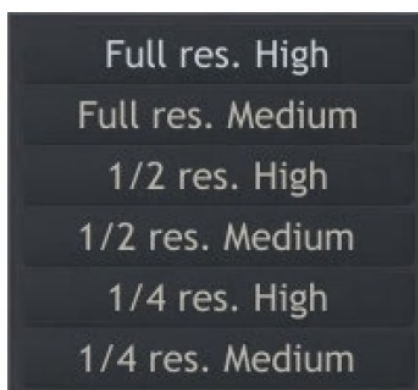 Full res. High
Full res. Medium
1/2 res. High
1/2 res. Medium
1/4 res. High
1/4 res. Medium